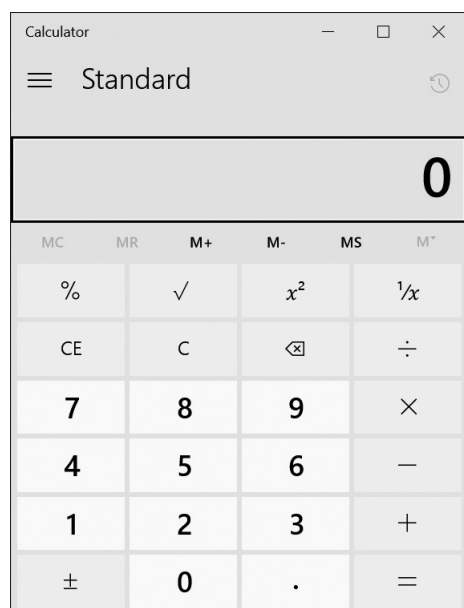 Calculator
Standard
0
MC MR M+ M- MS M˅
% √ x² ¹/x
CE C ÷
7 8 9 ×
4 5 6 −
1 2 3 +
± 0 . =